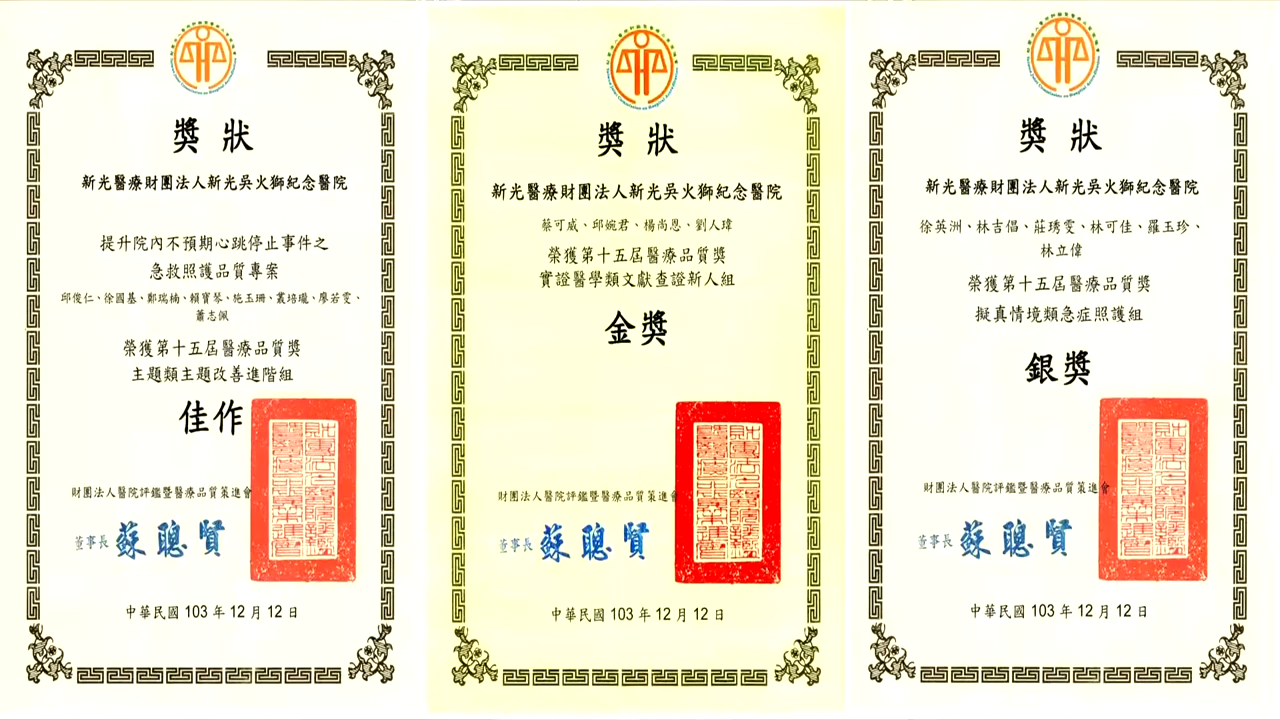 獎狀
新光醫療財團法人新光吳火獅紀念醫院
提升院內不預期心跳停止事件之
急救照護品質專案
邱俊仁、徐國基、鄭瑞楠、賴寶琴、施玉珊、叢培瓏、廖若雯、
蕭志佩
榮獲第十五屆醫療品質獎
主題類主題改善進階組
佳作
財團法人醫院評鑑暨醫療品質策進會
董事長 蘇聰賢
中華民國 103 年 12 月 12 日
獎狀
新光醫療財團法人新光吳火獅紀念醫院
蔡可威、邱婉君、楊尚恩、劉人瑋
榮獲第十五屆醫療品質獎
實證醫學類文獻查證新人組
金獎
財團法人醫院評鑑暨醫療品質策進會
董事長 蘇聰賢
中華民國 103 年 12 月 12 日
獎狀
新光醫療財團法人新光吳火獅紀念醫院
徐英洲、林吉倡、莊琇雯、林可佳、羅玉珍、
林立偉
榮獲第十五屆醫療品質獎
擬真情境類急症照護組
銀獎
財團法人醫院評鑑暨醫療品質策進會
董事長 蘇聰賢
中華民國 103 年 12 月 12 日